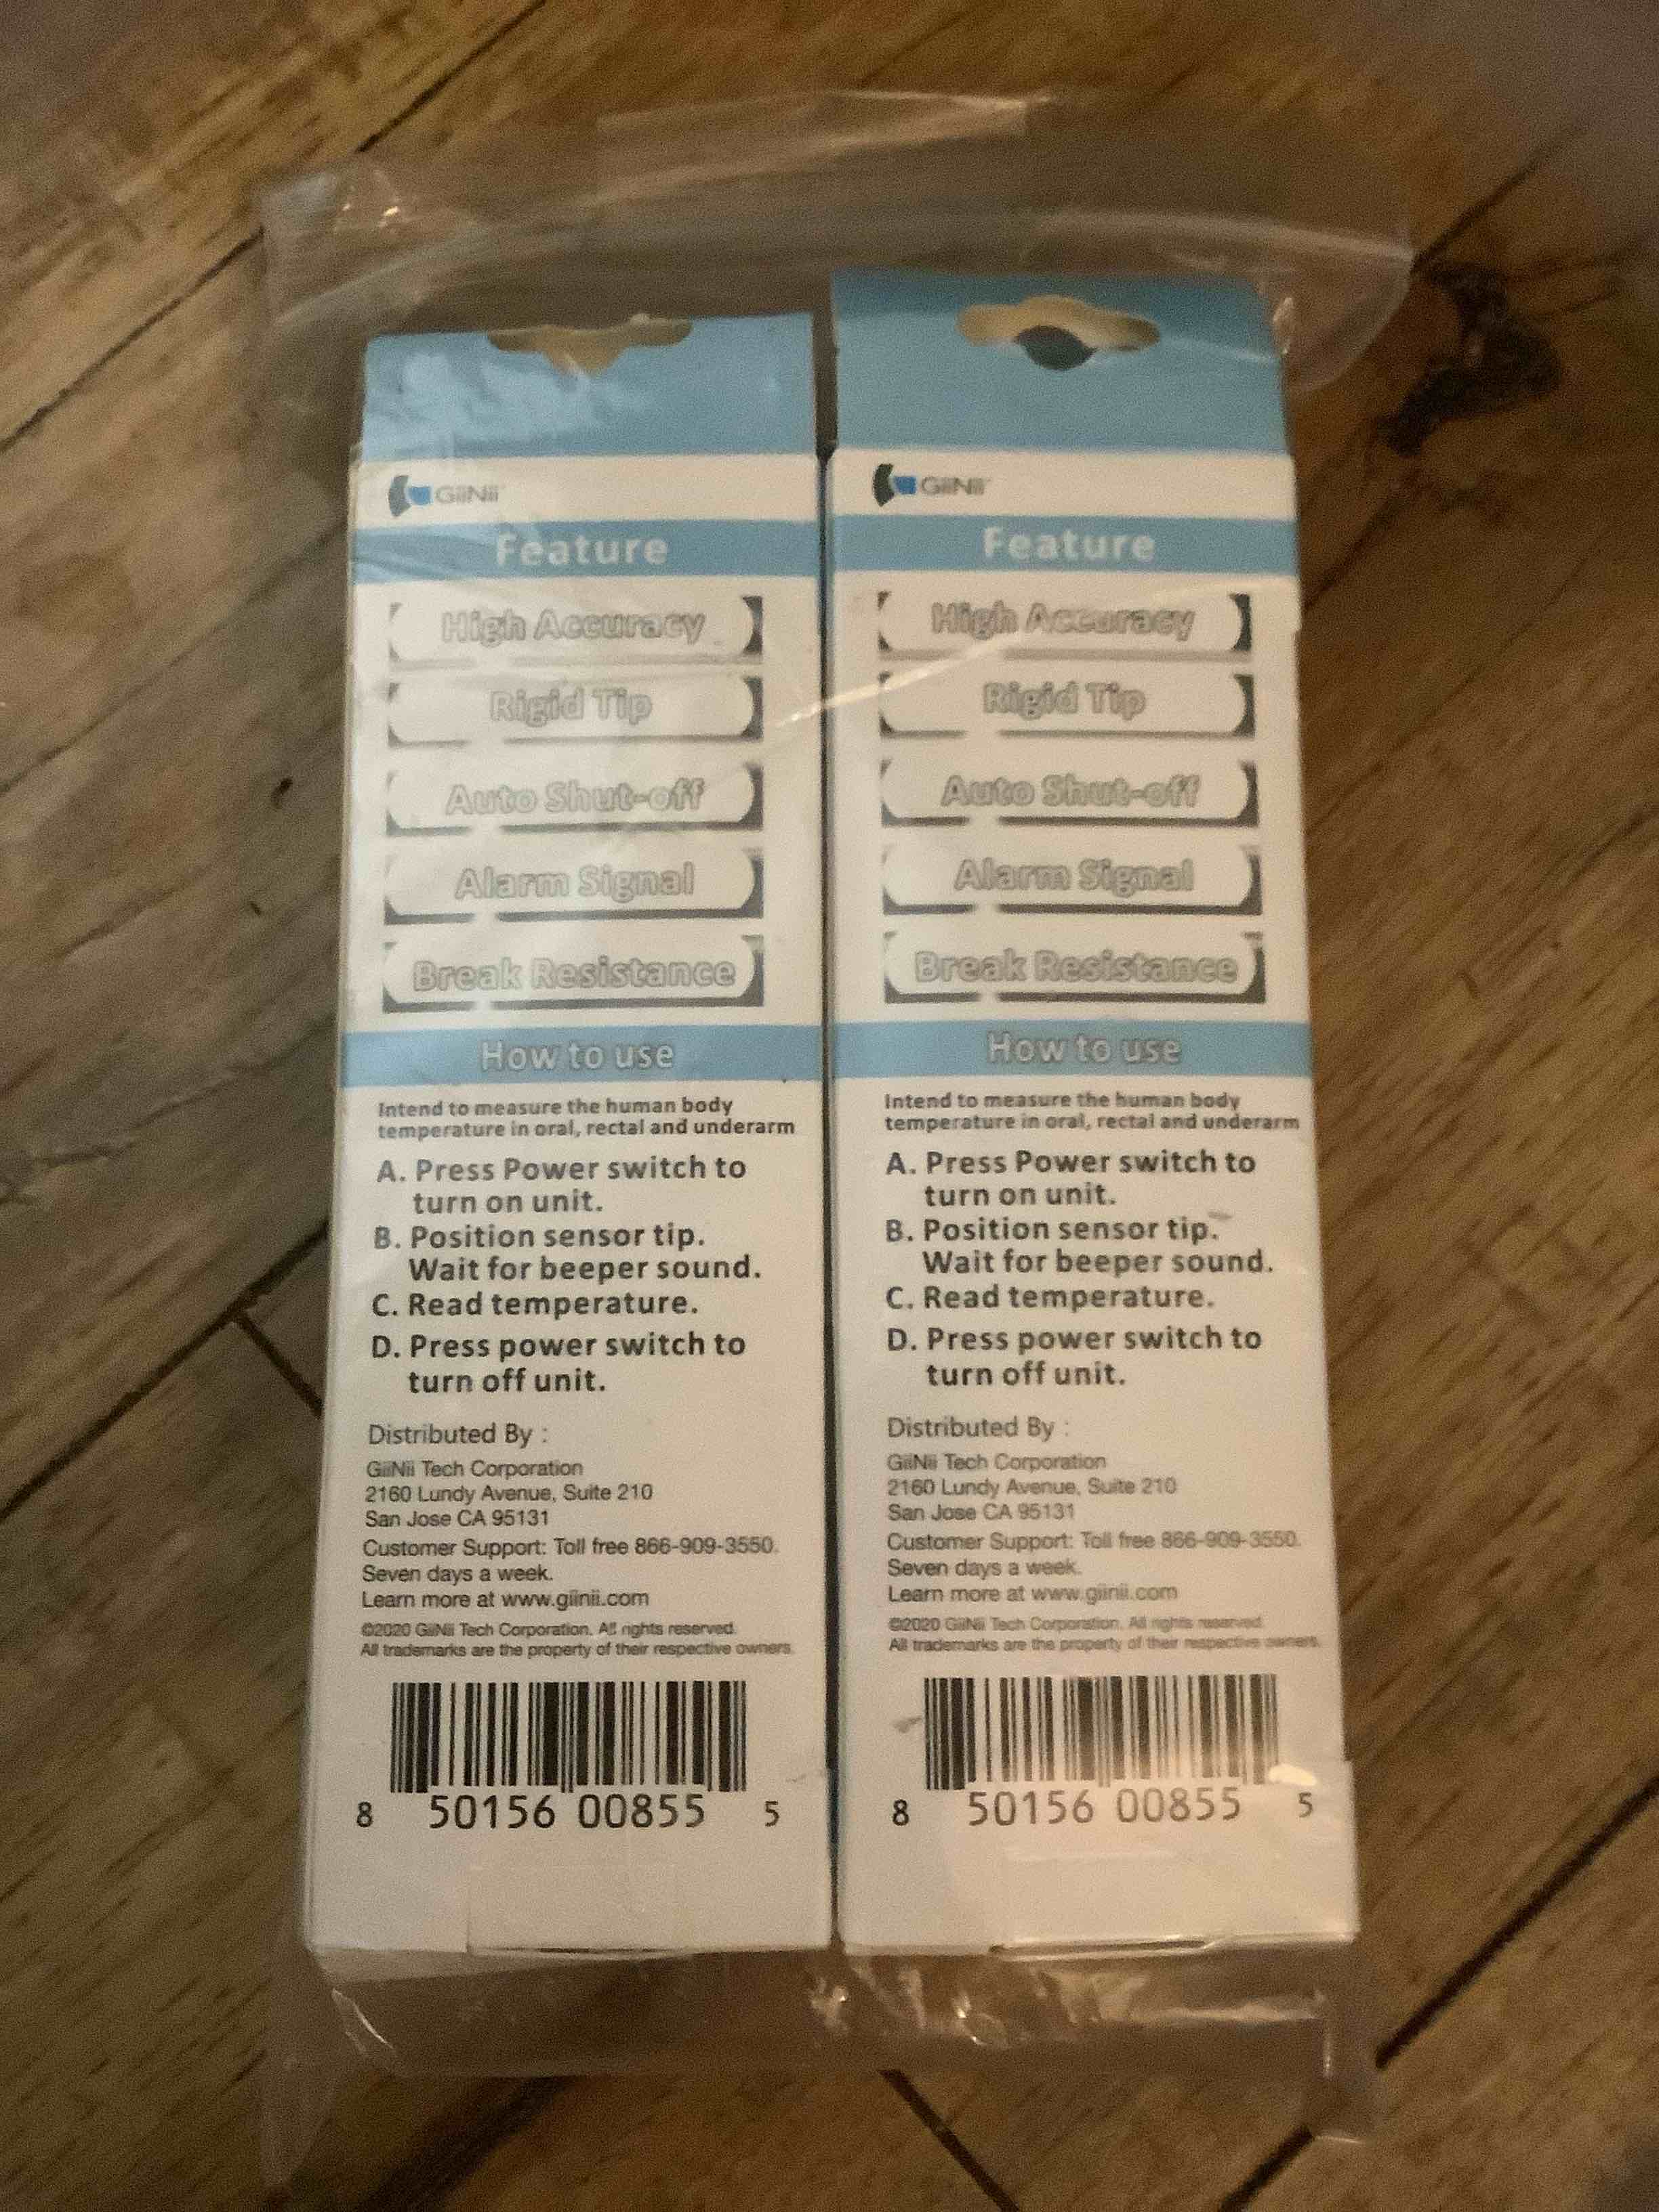 GiiNii
Feature
High Accuracy
Rigid Tip
Auto Shut-off
Alarm Signal
Break Resistance
How to use
Intend to measure the human body
temperature in oral, rectal and underarm
A. Press Power switch to
turn on unit.
B. Position sensor tip.
Wait for beeper sound.
C. Read temperature.
D. Press power switch to
turn off unit.
Distributed By :
GiiNii Tech Corporation
2160 Lundy Avenue, Suite 210
San Jose CA 95131
Customer Support: Toll free 866-909-3550.
Seven days a week.
Learn more at www.giinii.com
©2020 GiiNii Tech Corporation. All rights reserved.
All trademarks are the property of their respective owners.
8 50156 00855 5
GiiNii
Feature
High Accuracy
Rigid Tip
Auto Shut-off
Alarm Signal
Break Resistance
How to use
Intend to measure the human body
temperature in oral, rectal and underarm
A. Press Power switch to
turn on unit.
B. Position sensor tip.
Wait for beeper sound.
C. Read temperature.
D. Press power switch to
turn off unit.
Distributed By :
GiiNii Tech Corporation
2160 Lundy Avenue, Suite 210
San Jose CA 95131
Customer Support: Toll free 866-909-3550.
Seven days a week.
Learn more at www.giinii.com
©2020 GiiNii Tech Corporation. All rights reserved.
All trademarks are the property of their respective owners.
8 50156 00855 5